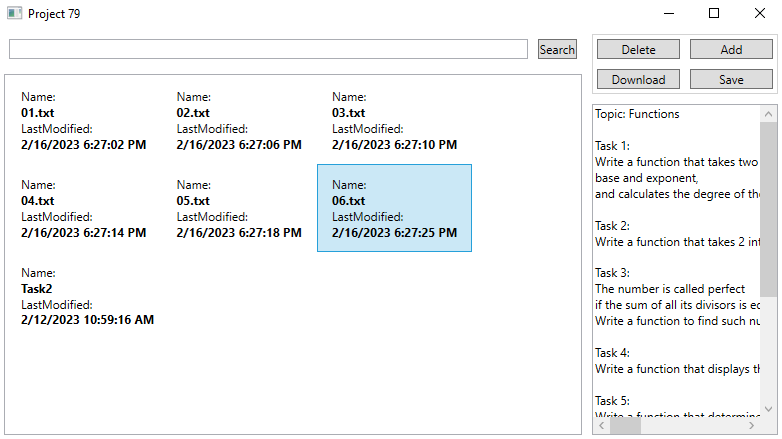 Project 79
Search
Delete
Add
Download
Save
Name:
01.txt
LastModified:
2/16/2023 6:27:02 PM
Name:
02.txt
LastModified:
2/16/2023 6:27:06 PM
Name:
03.txt
LastModified:
2/16/2023 6:27:10 PM
Name:
04.txt
LastModified:
2/16/2023 6:27:14 PM
Name:
05.txt
LastModified:
2/16/2023 6:27:18 PM
Name:
06.txt
LastModified:
2/16/2023 6:27:25 PM
Name:
Task2
LastModified:
2/12/2023 10:59:16 AM
Topic: Functions
Task 1:
Write a function that takes two
base and exponent,
and calculates the degree of the
Task 2:
Write a function that takes 2
Task 3:
The number is called perfect
if the sum of all its divisors is
Write a function to find such
Task 4:
Write a function that displays
Task 5:
Write a function that